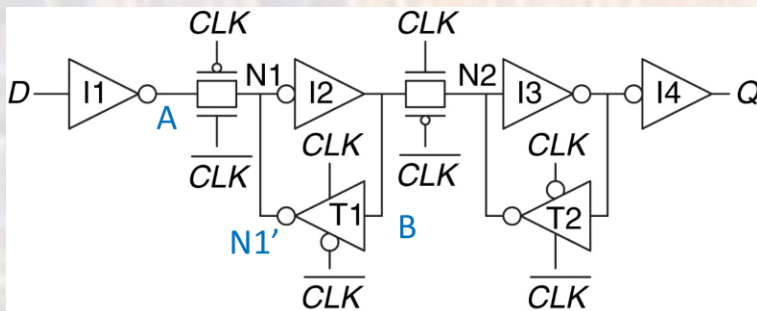 CLK CLK
D I1 N1 I2 N2 I3 I4 Q
A
CLK CLK CLK CLK
T1 T2
N1’ B
CLK CLK